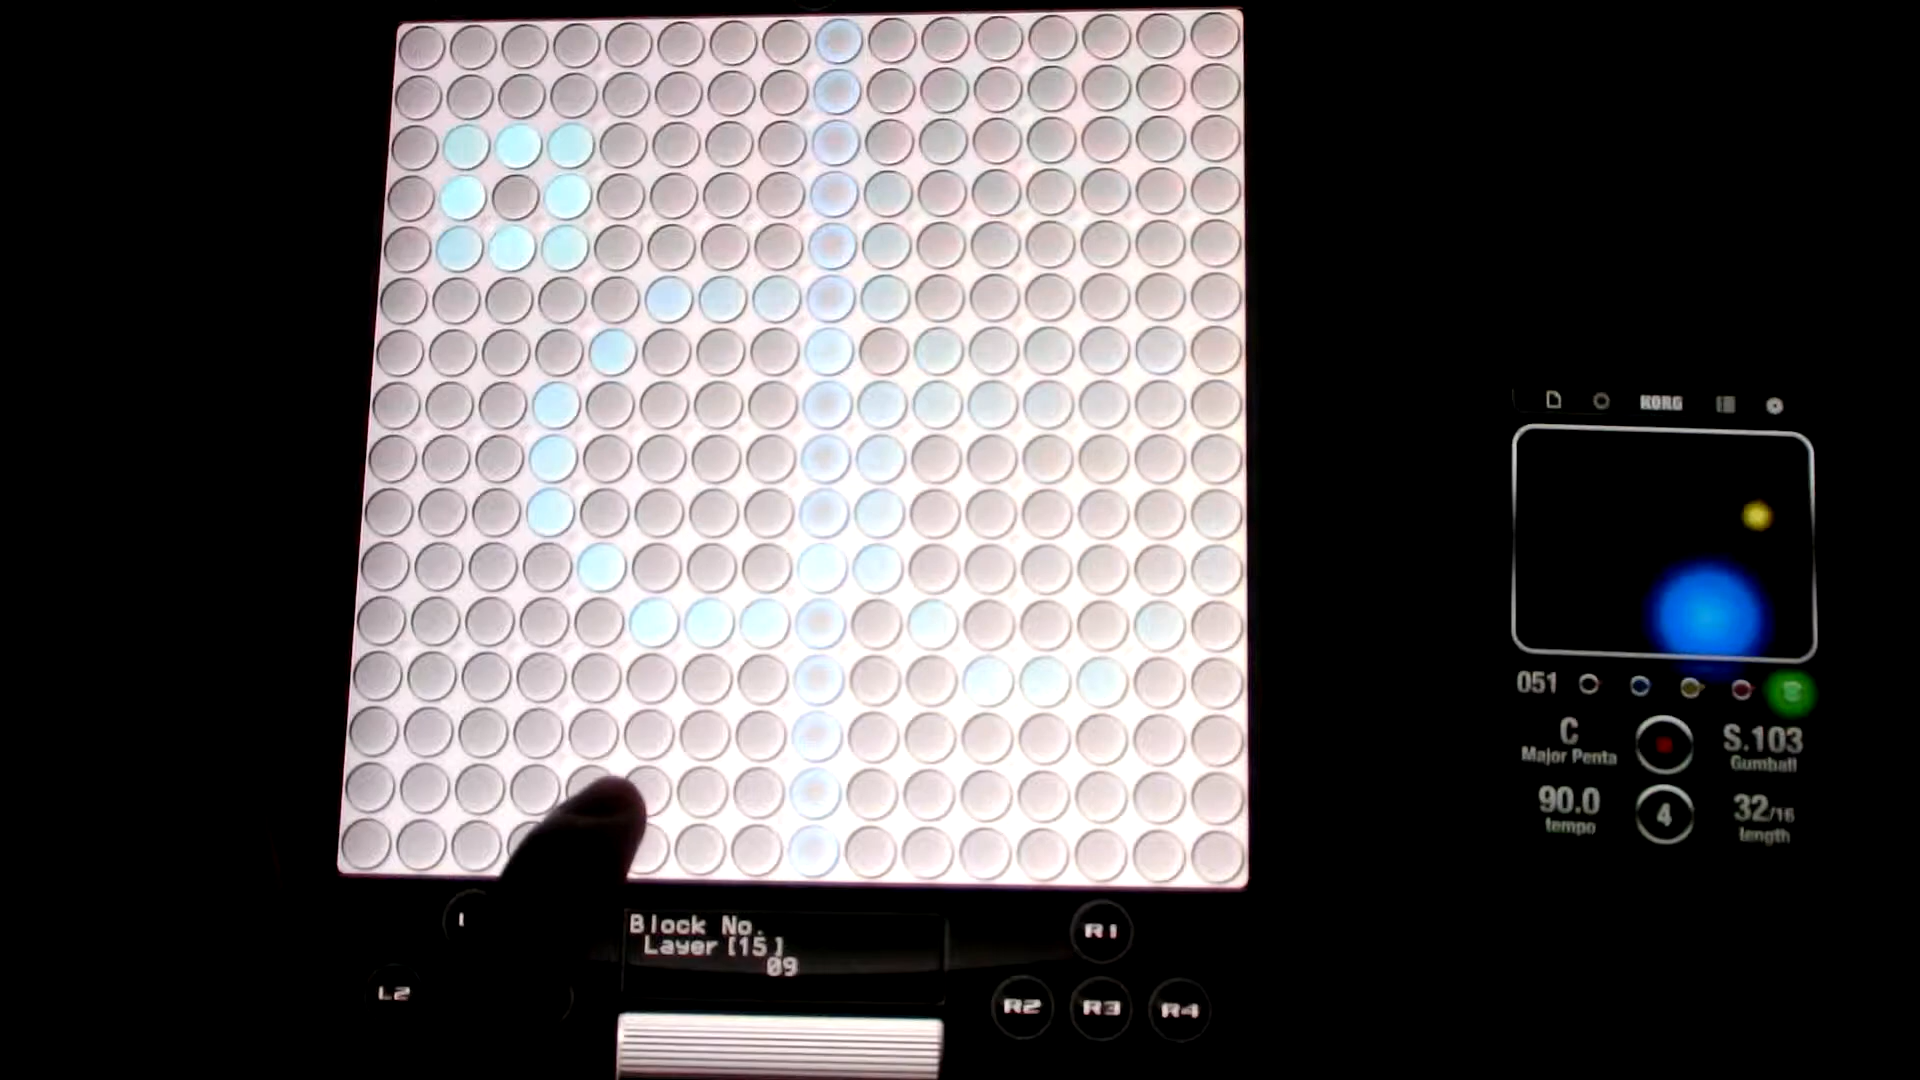 KORG
051
C
Major Penta
S.103
Gumball
90.0
tempo
4
32/16
length
Block No.
Layer [15]
09
L2
R1
R2
R3
R4